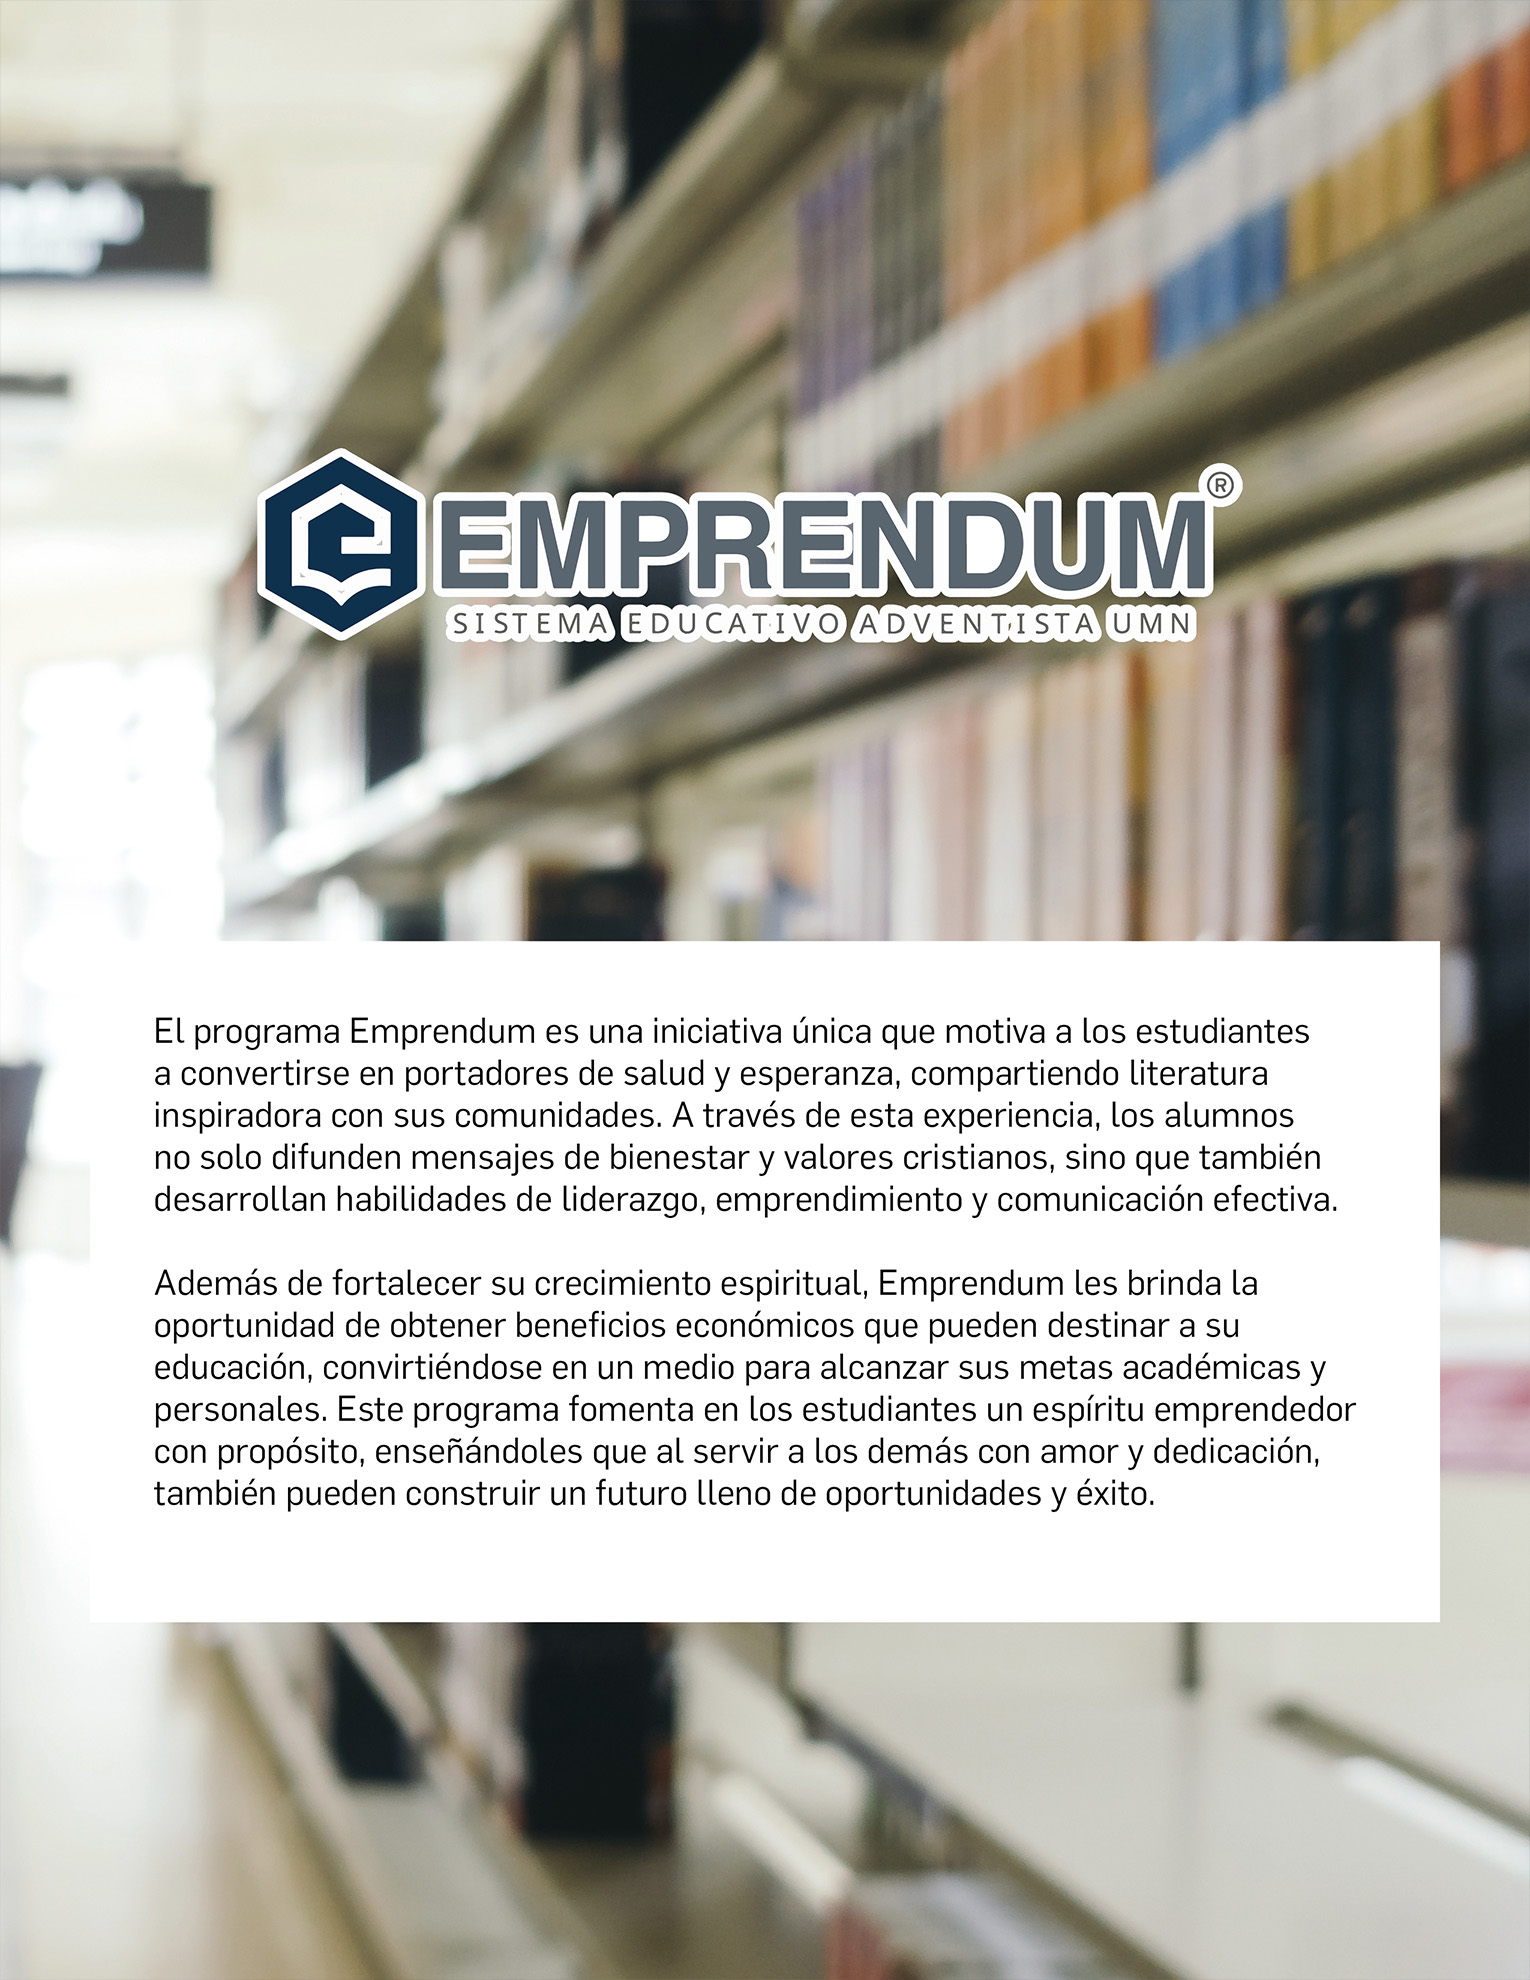 EMPRENDUM®
SISTEMA EDUCATIVO ADVENTISTA UMN
El programa Emprendum es una iniciativa única que motiva a los estudiantes
a convertirse en portadores de salud y esperanza, compartiendo literatura
inspiradora con sus comunidades. A través de esta experiencia, los alumnos
no solo difunden mensajes de bienestar y valores cristianos, sino que también
desarrollan habilidades de liderazgo, emprendimiento y comunicación efectiva.
Además de fortalecer su crecimiento espiritual, Emprendum les brinda la
oportunidad de obtener beneficios económicos que pueden destinar a su
educación, convirtiéndose en un medio para alcanzar sus metas académicas y
personales. Este programa fomenta en los estudiantes un espíritu emprendedor
con propósito, enseñándoles que al servir a los demás con amor y dedicación,
también pueden construir un futuro lleno de oportunidades y éxito.